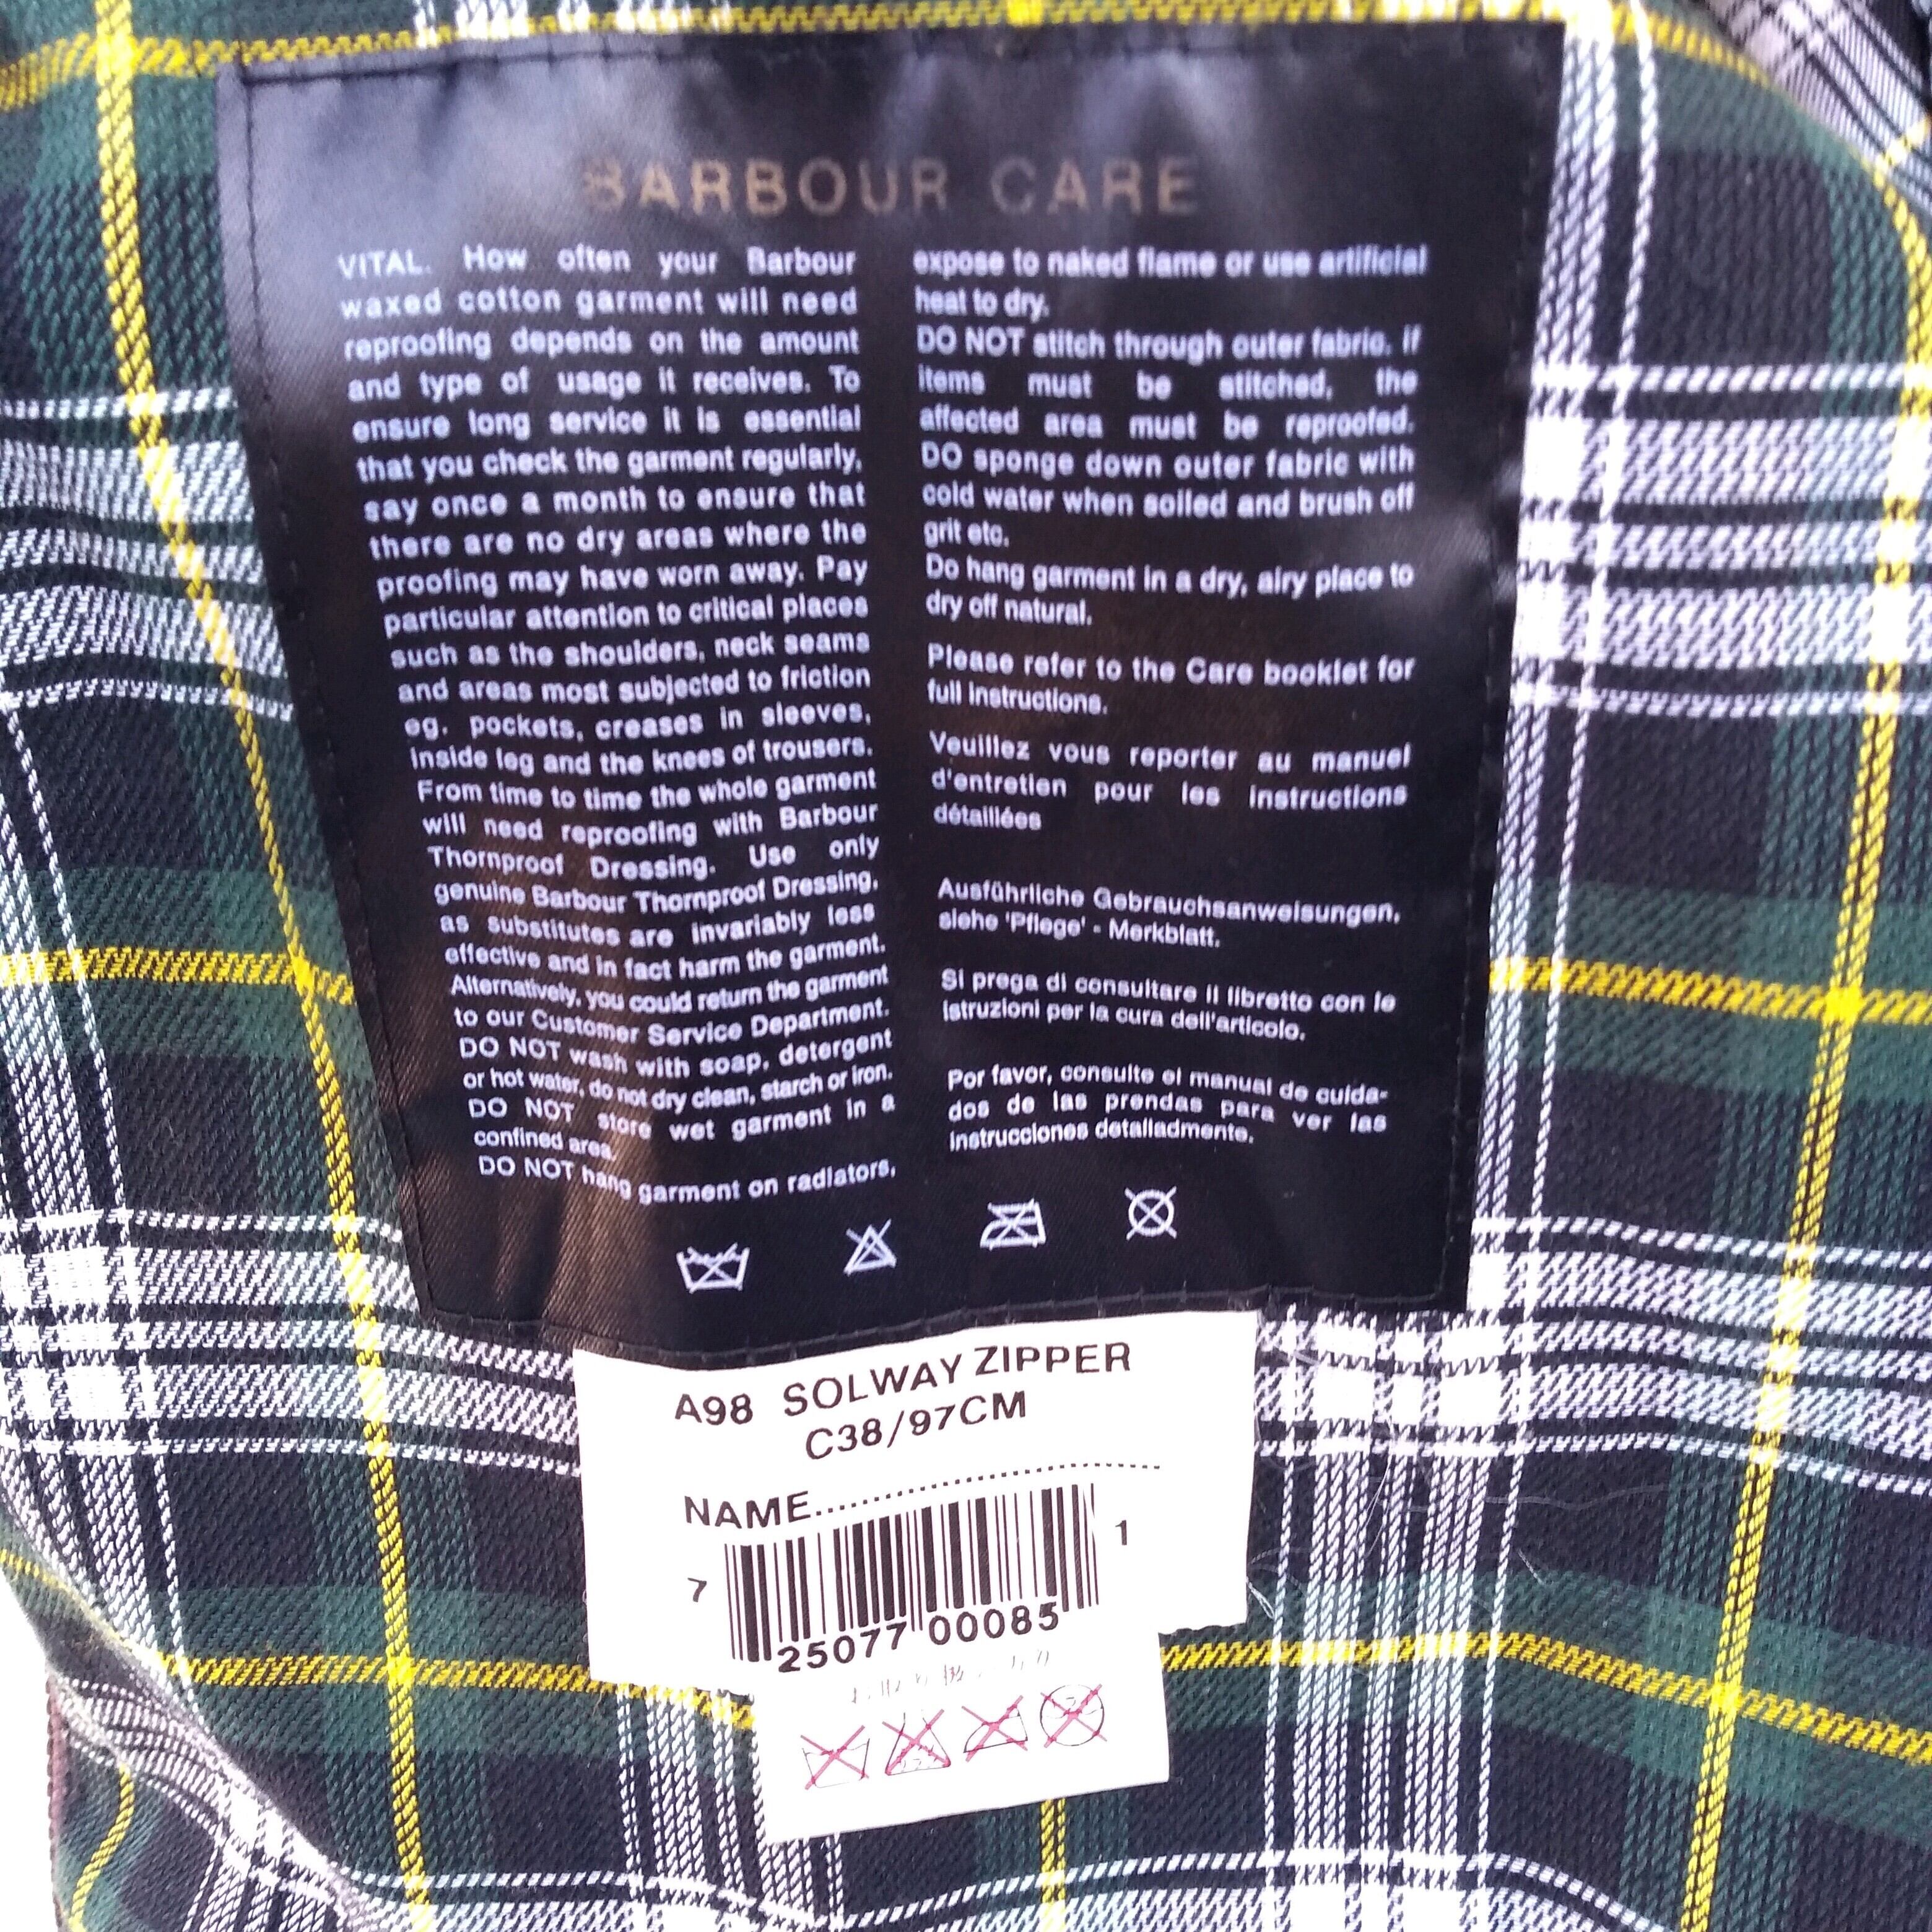 BARBOUR CARE
VITAL. How often your Barbour
waxed cotton garment will need
reproofing depends on the amount
and type of usage it receives. To
ensure long service it is essential
that you check the garment regularly,
say once a month to ensure that
there are no dry areas where the
proofing may have worn away. Pay
particular attention to critical places
such as the shoulders, neck seams
and areas most subjected to friction
eg. pockets, creases in sleeves,
inside leg and the knees of trousers.
From time to time the whole garment
will need reproofing with Barbour
Thornproof Dressing. Use only
genuine Barbour Thornproof Dressing,
as substitutes are invariably less
effective and in fact harm the garment.
Alternatively, you could return the garment
to our Customer Service Department.
DO NOT wash with soap, detergent
or hot water, do not dry clean, starch or iron.
DO NOT store wet garment in a
confined area.
DO NOT hang garment on radiators,
expose to naked flame or use artificial
heat to dry.
DO NOT stitch through outer fabric, if
items must be stitched, the
affected area must be reproofed.
DO sponge down outer fabric with
cold water when soiled and brush off
grit etc.
Do hang garment in a dry, airy place to
dry off natural.
Please refer to the Care booklet for
full instructions.
Veuillez vous reporter au manuel
d'entretien pour les instructions
détaillées
Ausführliche Gebrauchsanweisungen,
siehe 'Pflege' - Merkblatt.
Si prega di consultare il libretto con le
istruzioni per la cura dell'articolo.
Por favor, consulte el manual de cuida-
dos de las prendas para ver las
instrucciones detalladmente.
A98 SOLWAY ZIPPER
C38/97CM
NAME..............................
7 25077 00085 1